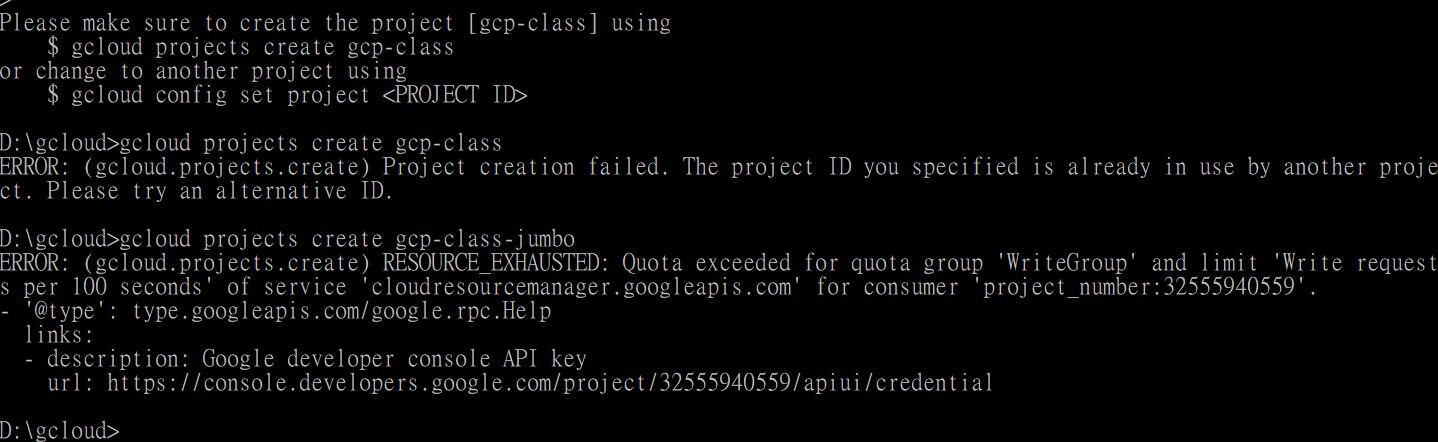 >
Please make sure to create the project [gcp-class] using
    $ gcloud projects create gcp-class
or change to another project using
    $ gcloud config set project <PROJECT ID>
D:\gcloud>gcloud projects create gcp-class
ERROR: (gcloud.projects.create) Project creation failed. The project ID you specified is already in use by another proje
ct. Please try an alternative ID.
D:\gcloud>gcloud projects create gcp-class-jumbo
ERROR: (gcloud.projects.create) RESOURCE_EXHAUSTED: Quota exceeded for quota group 'WriteGroup' and limit 'Write request
s per 100 seconds' of service 'cloudresourcemanager.googleapis.com' for consumer 'project_number:32555940559'.
- '@type': type.googleapis.com/google.rpc.Help
  links:
  - description: Google developer console API key
    url: https://console.developers.google.com/project/32555940559/apiui/credential
D:\gcloud>